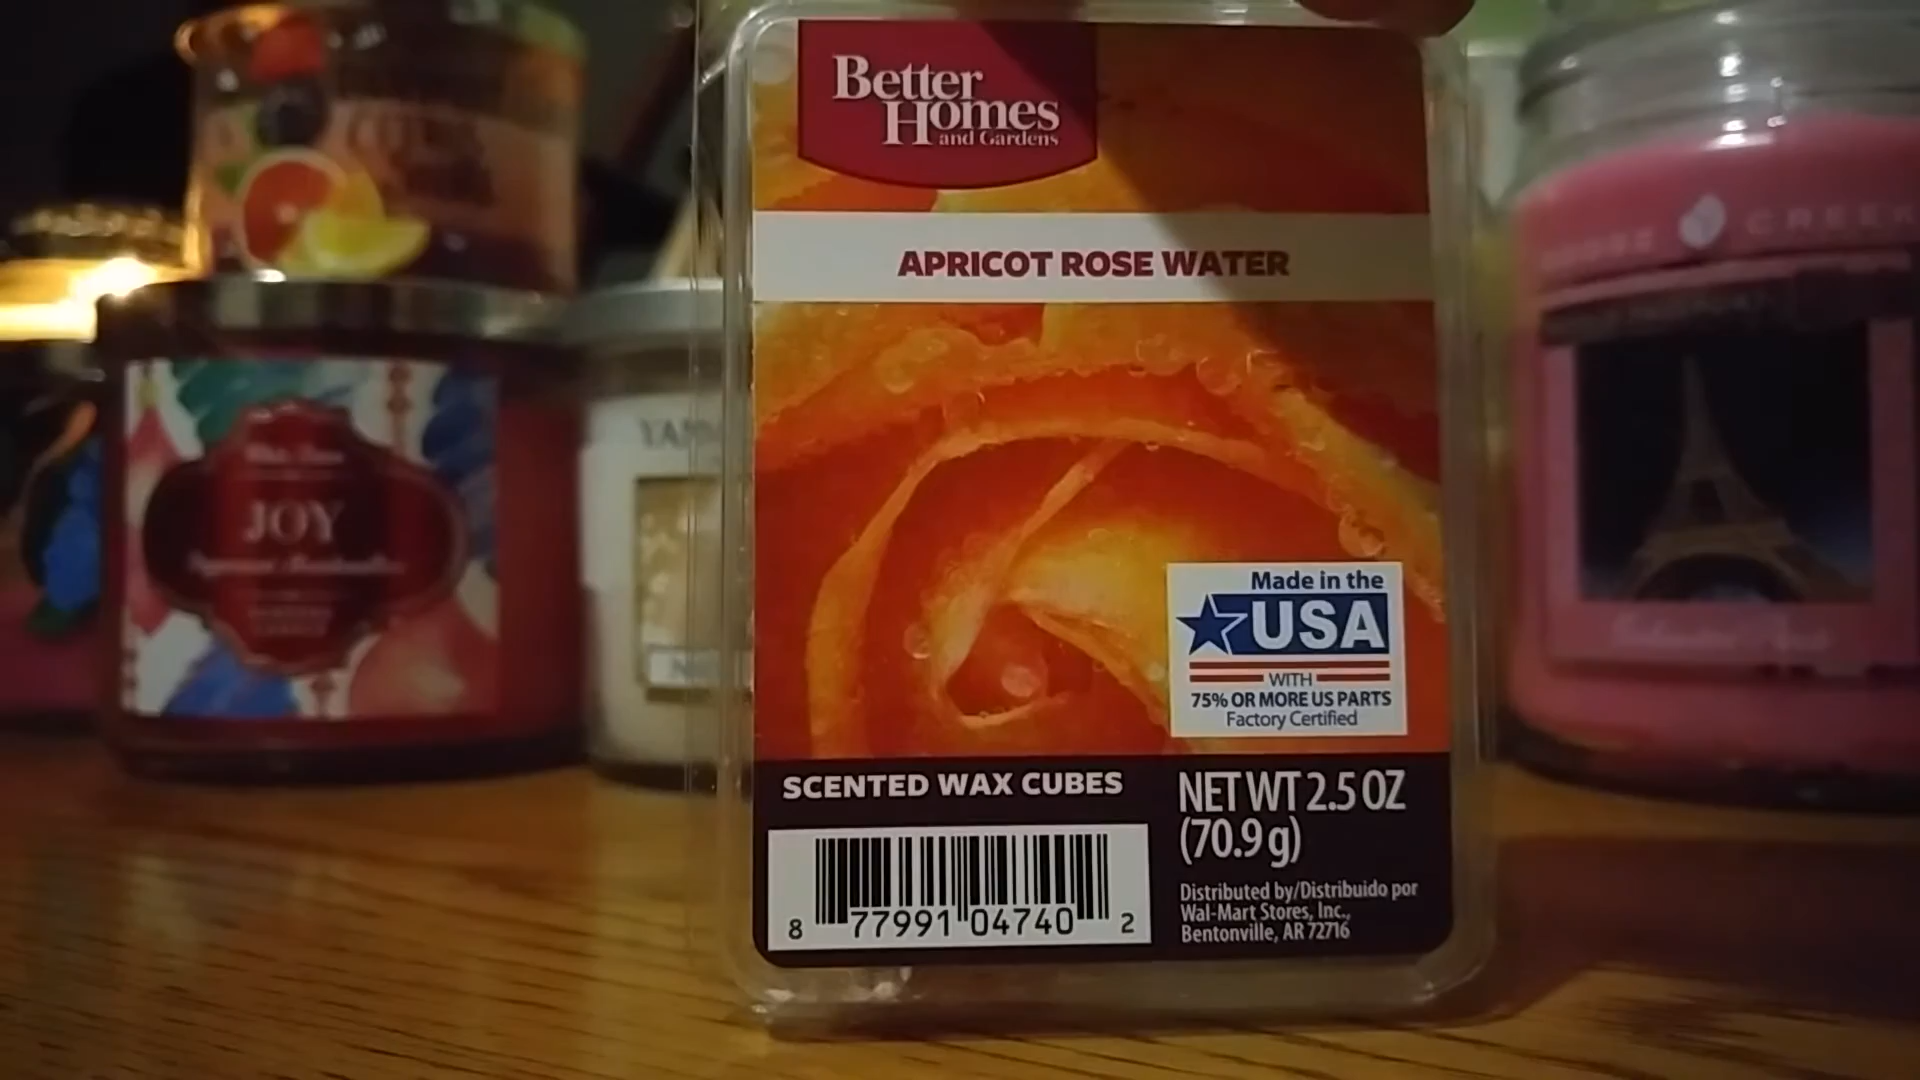 Better
Homes
and Gardens
APRICOT ROSE WATER
Made in the
USA
WITH
75% OR MORE US PARTS
Factory Certified
SCENTED WAX CUBES
NET WT 2.5 OZ
(70.9 g)
8 77991 04740 2
Distributed by/Distribuido por
Wal-Mart Stores, Inc.,
Bentonville, AR 72716
JOY
CREEK